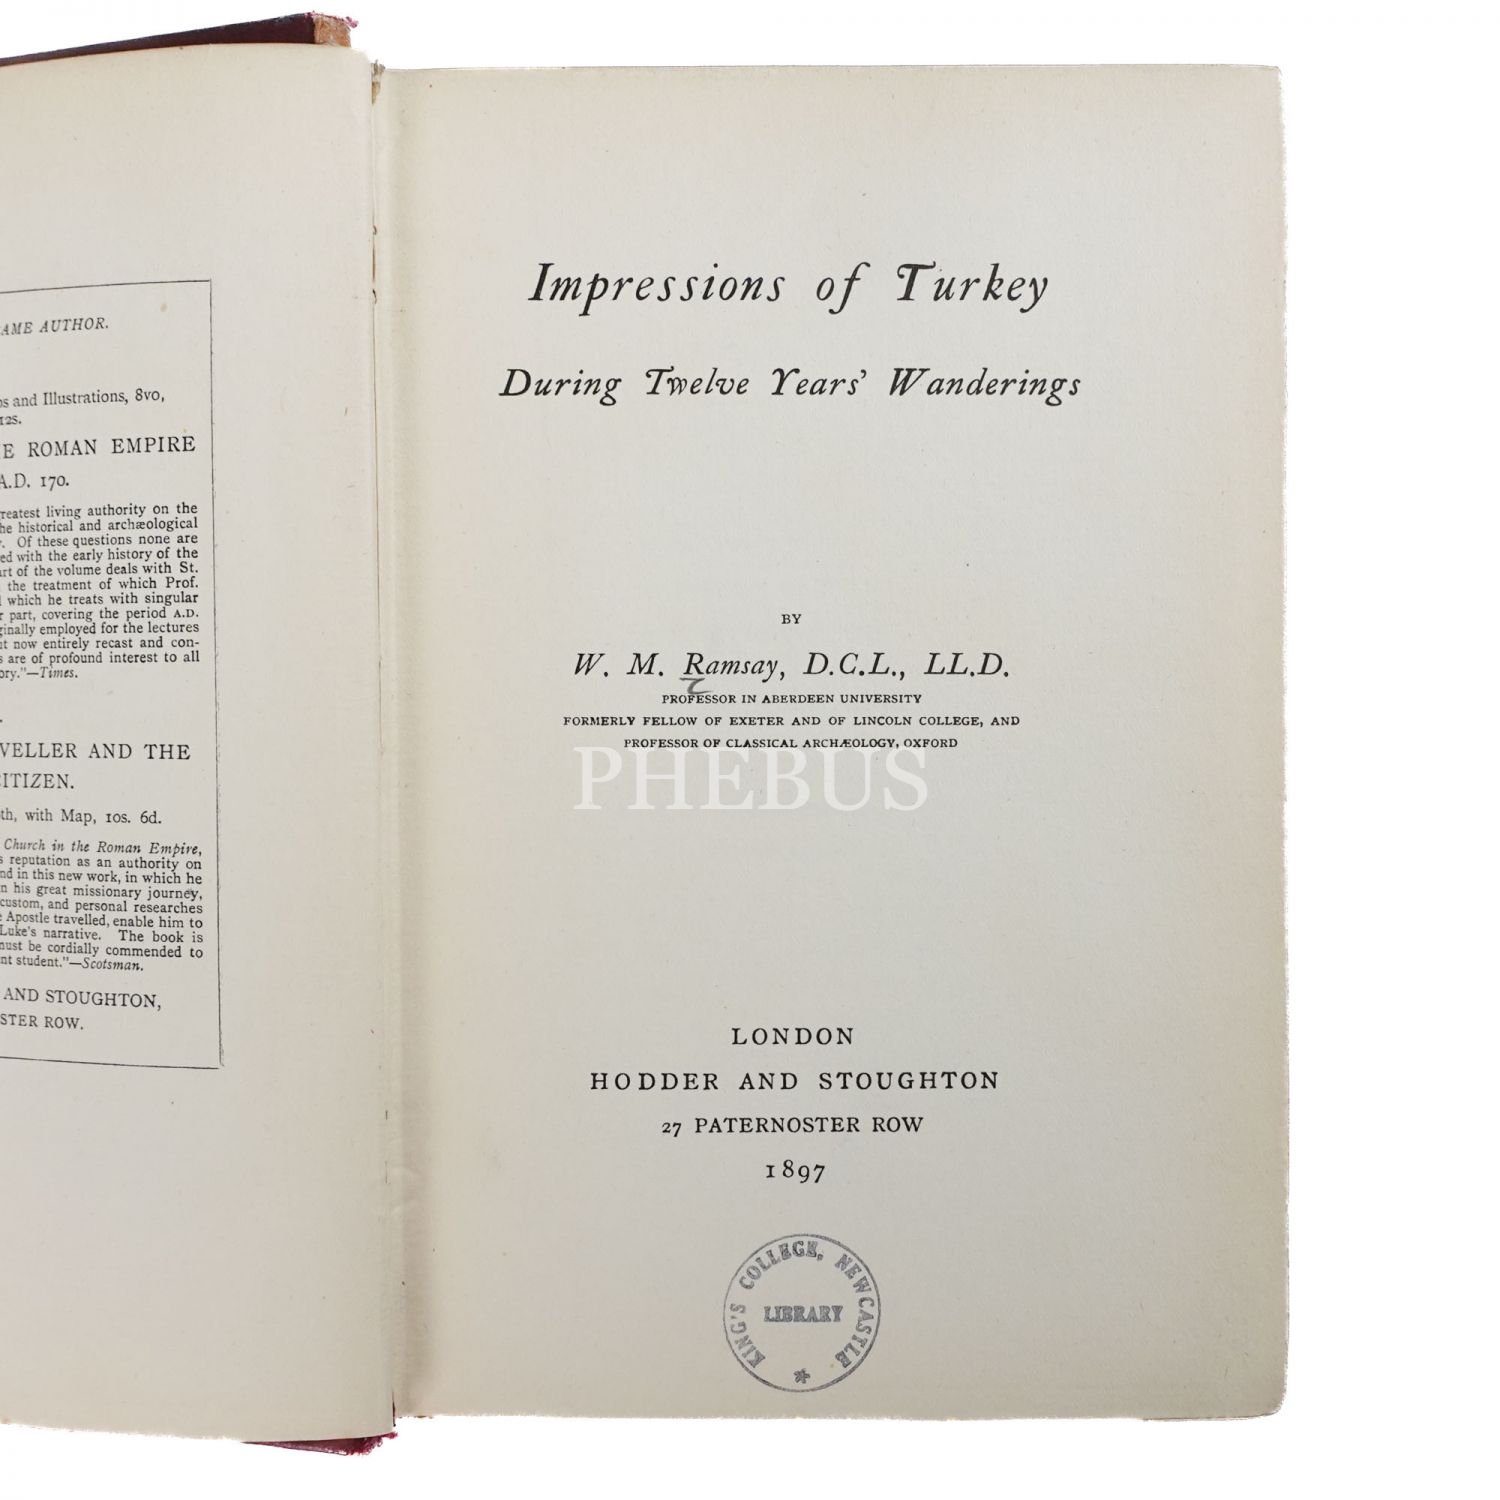 AME AUTHOR.
and Illustrations, 8vo,
12s.
E ROMAN EMPIRE
A.D. 170.
reatest living authority on the
he historical and archæological
Of these questions none are
ed with the early history of the
art of the volume deals with St.
the treatment of which Prof.
which he treats with singular
part, covering the period A.D.
ginally employed for the lectures
now entirely recast and con-
are of profound interest to all
ory."—Times.
VELLER AND THE
CITIZEN.
th, with Map, 10s. 6d.
Church in the Roman Empire,
reputation as an authority on
nd in this new work, in which he
n his great missionary journey,
custom, and personal researches
Apostle travelled, enable him to
Luke's narrative. The book is
must be cordially commended to
nt student."—Scotsman.
AND STOUGHTON,
STER ROW.
Impressions of Turkey
During Twelve Years' Wanderings
BY
W. M. Ramsay, D.C.L., LL.D.
PROFESSOR IN ABERDEEN UNIVERSITY
FORMERLY FELLOW OF EXETER AND OF LINCOLN COLLEGE, AND
PROFESSOR OF CLASSICAL ARCHÆOLOGY, OXFORD
PHEBUS
LONDON
HODDER AND STOUGHTON
27 PATERNOSTER ROW
1897
KING'S COLLEGE, NEWCASTLE
LIBRARY